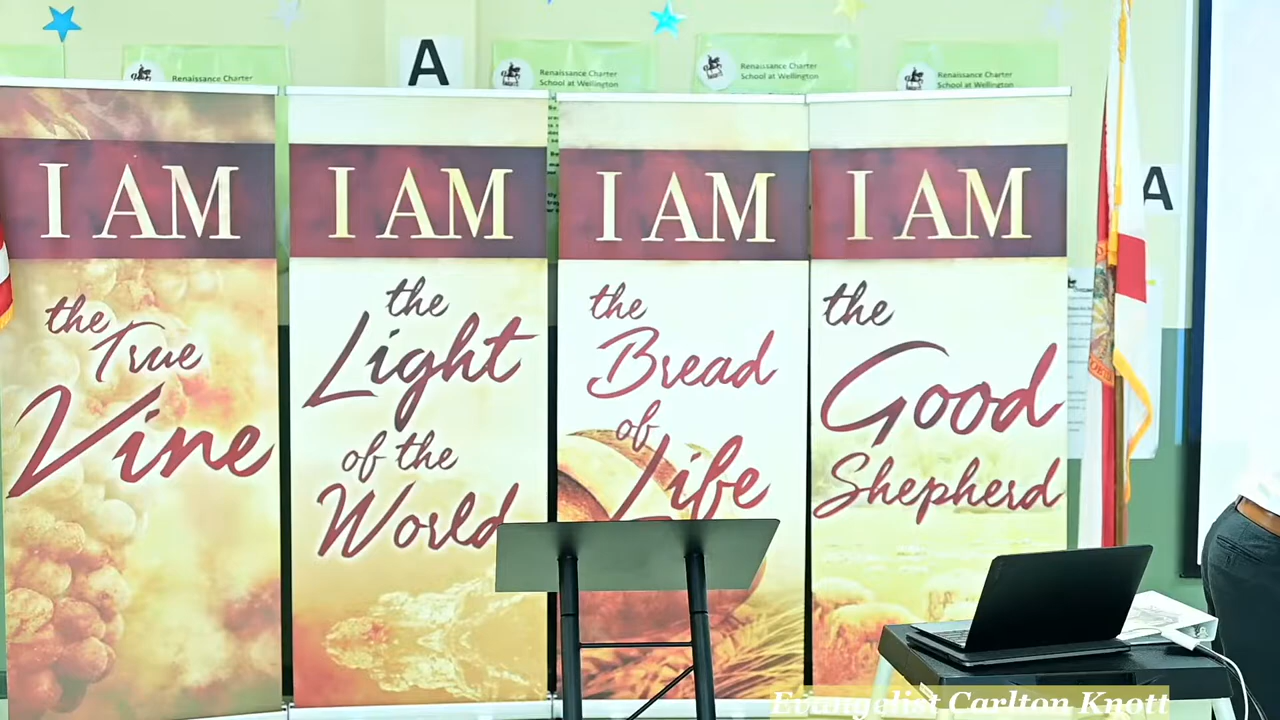 A
Renaissance Charter
Renaissance Charter
School at Wellington
Renaissance Charter
School at Wellington
Renaissance Charter
School at Wellington
I AM
the
True
Vine
I AM
the
Light
of the
World
I AM
the
Bread
of
Life
I AM
the
Good
Shepherd
A
Evangelist Carlton Knott